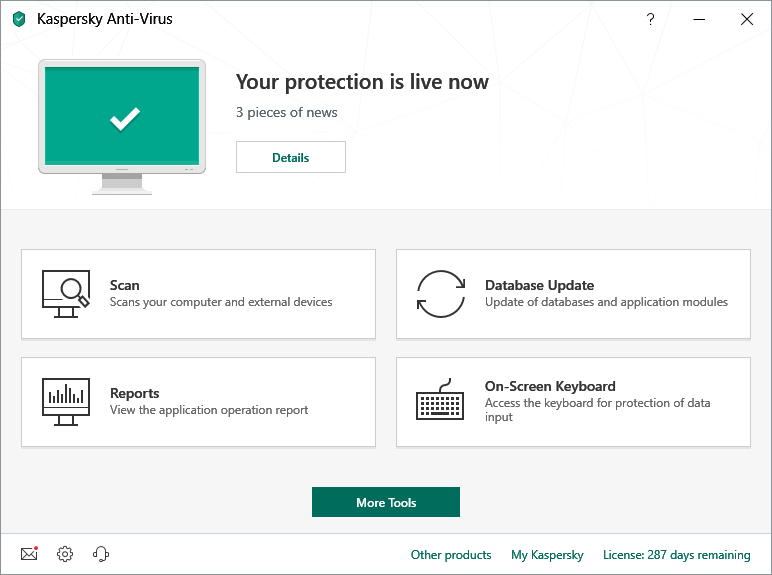 Kaspersky Anti-Virus
?
Your protection is live now
3 pieces of news
Details
Scan
Scans your computer and external devices
Database Update
Update of databases and application modules
Reports
View the application operation report
On-Screen Keyboard
Access the keyboard for protection of data
input
More Tools
Other products
My Kaspersky
License: 287 days remaining